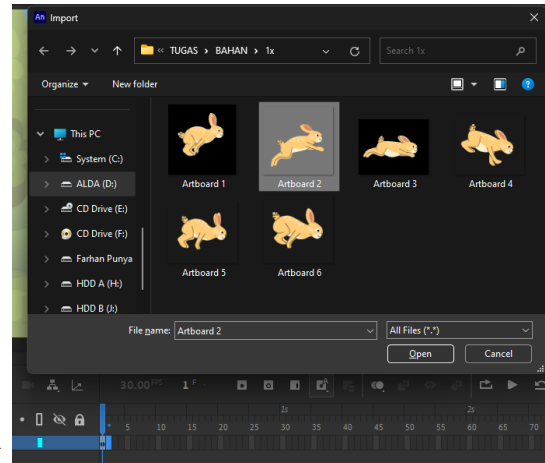 An Import
« TUGAS › BAHAN › 1x
Search 1x
Organize
New folder
This PC
System (C:)
ALDA (D:)
CD Drive (E:)
CD Drive (F:)
Farhan Punya
HDD A (H:)
HDD B (J:)
Artboard 1
Artboard 2
Artboard 3
Artboard 4
Artboard 5
Artboard 6
File name: Artboard 2
All Files (*.*)
Open
Cancel
30.00 FPS 1 F
1s 2s
5 10 15 20 25 30 35 40 45 50 55 60 65 70